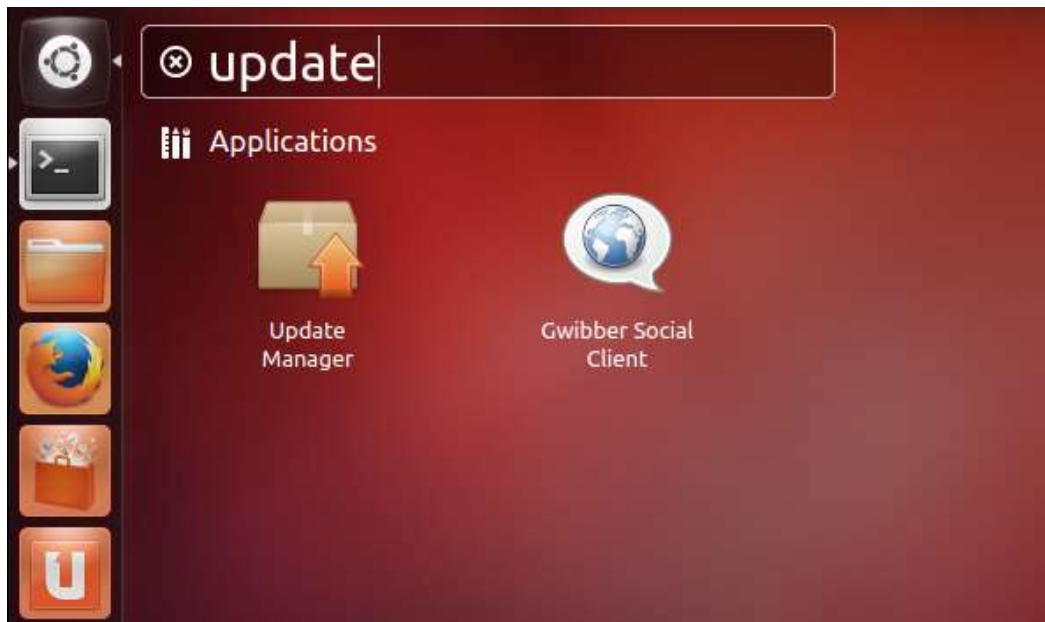 update
Applications
Update
Manager
Gwibber Social
Client
>_
u